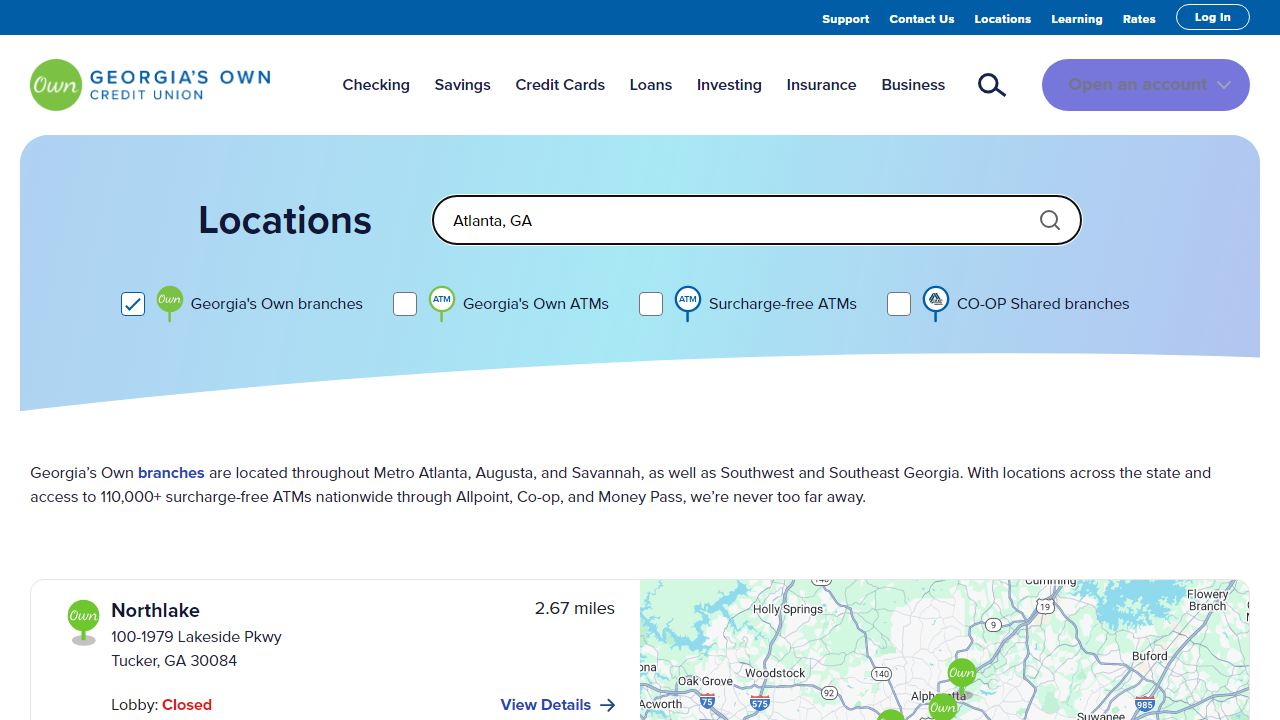 Support Contact Us Locations Learning Rates Log In
Own GEORGIA'S OWN
CREDIT UNION
Checking Savings Credit Cards Loans Investing Insurance Business Open an account
Locations
Atlanta, GA
Own Georgia's Own branches ATM Georgia's Own ATMs ATM Surcharge-free ATMs CO-OP Shared branches
Georgia’s Own branches are located throughout Metro Atlanta, Augusta, and Savannah, as well as Southwest and Southeast Georgia. With locations across the state and
access to 110,000+ surcharge-free ATMs nationwide through Allpoint, Co-op, and Money Pass, we’re never too far away.
Own Northlake 2.67 miles
100-1979 Lakeside Pkwy
Tucker, GA 30084
Lobby: Closed View Details
Cumming
Holly Springs
Flowery
Branch
19
9
Buford
Woodstock
Oak Grove
140
Own
92
Acworth
75
575
Own
985
Suwanee